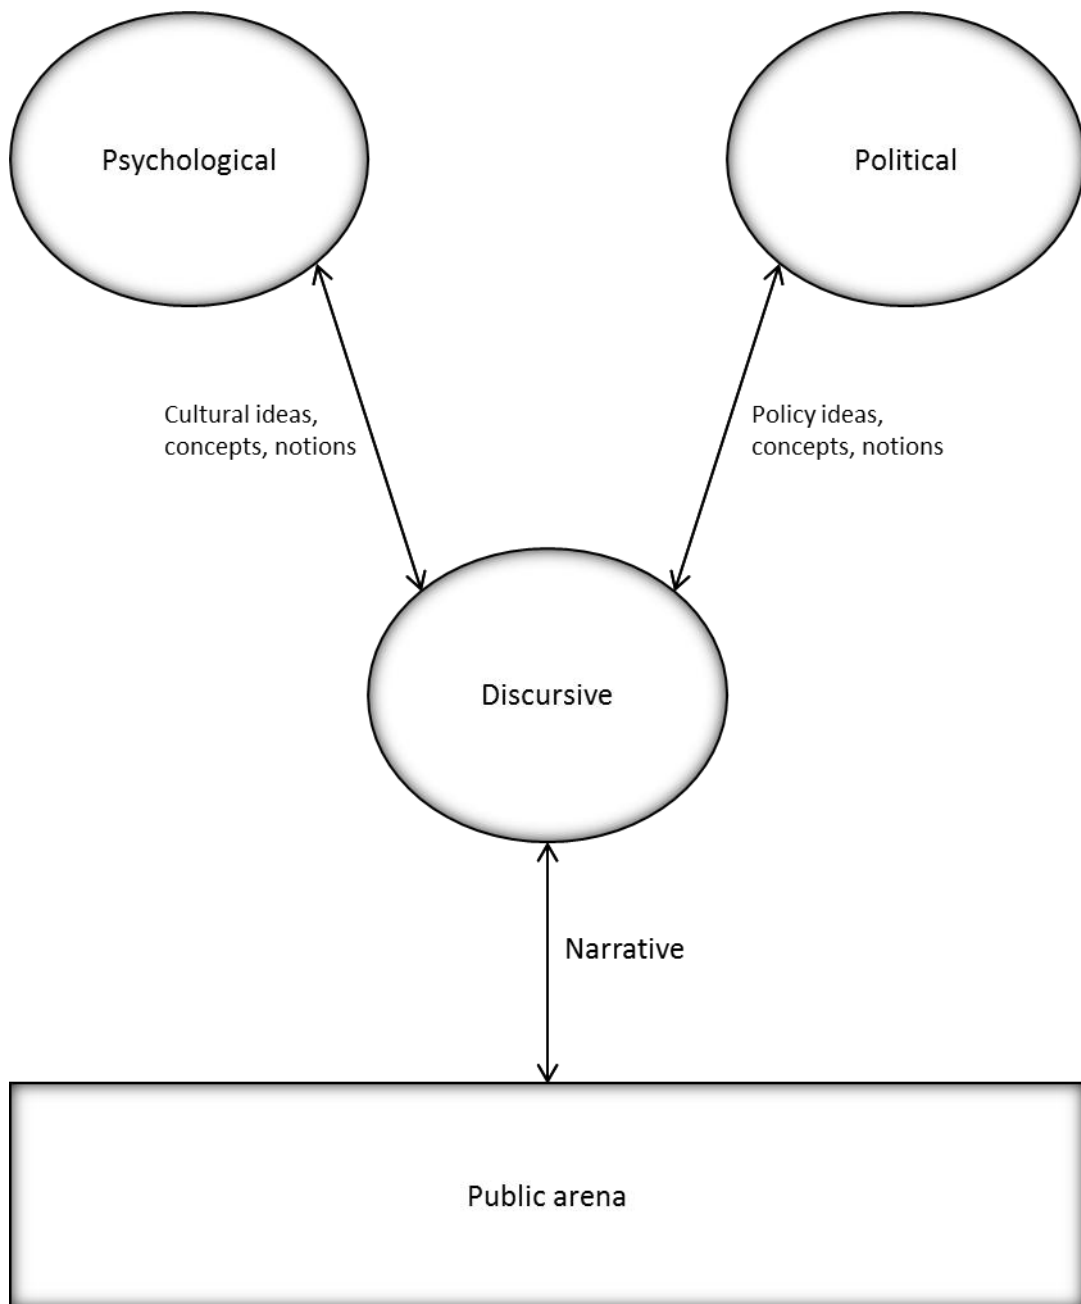 Psychological
Political
Cultural ideas,
concepts, notions
Policy ideas,
concepts, notions
Discursive
Narrative
Public arena